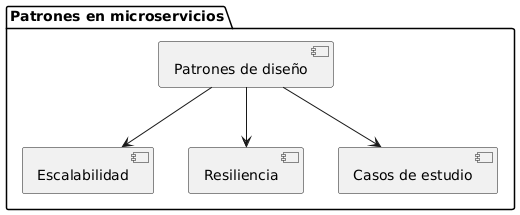 Patrones en microservicios
Patrones de diseño
Escalabilidad
Resiliencia
Casos de estudio